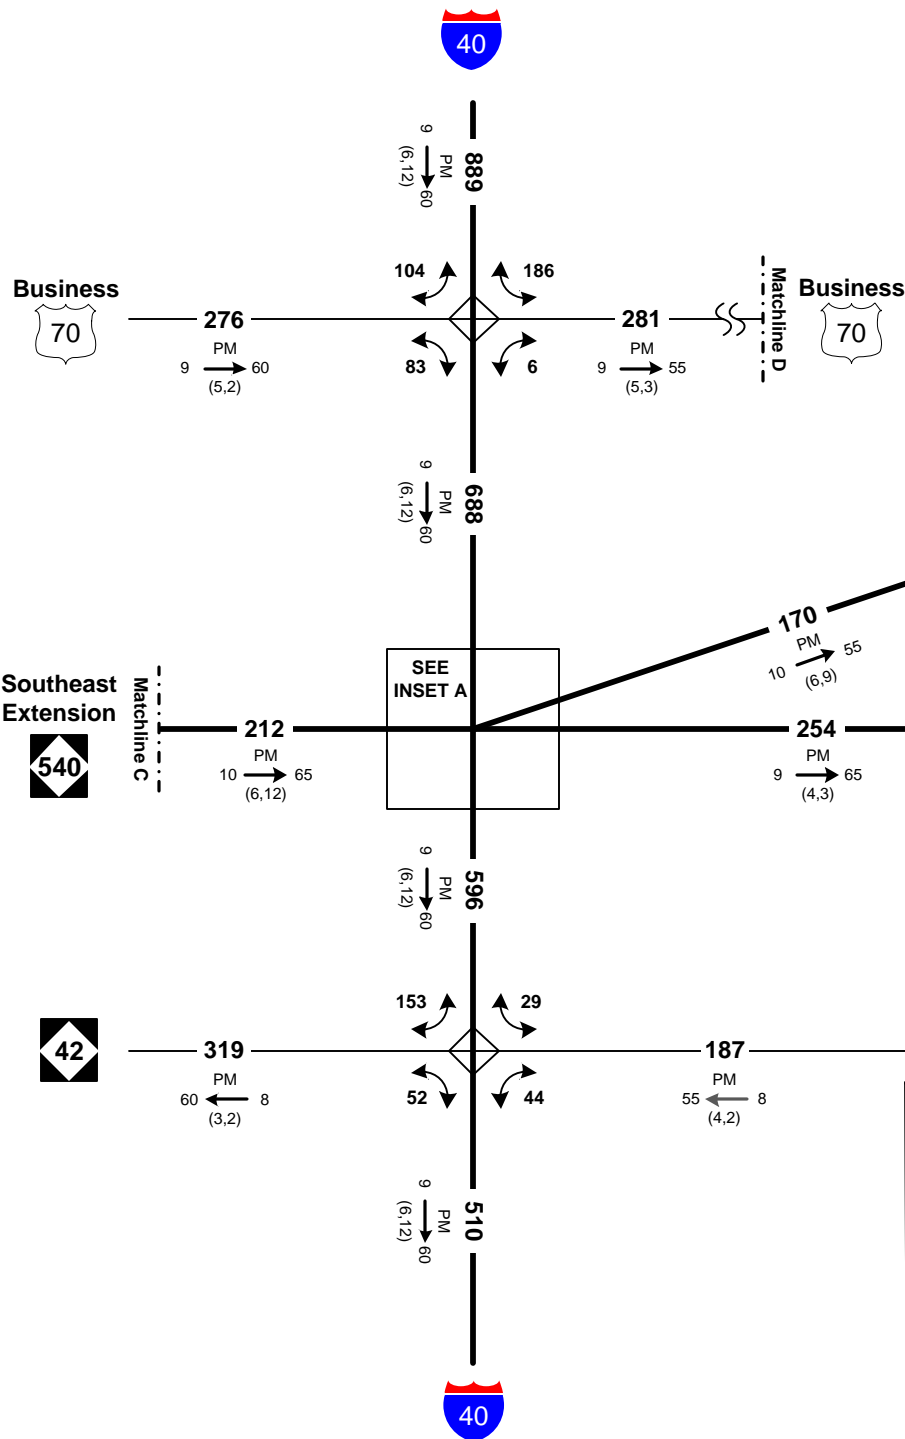 40
9
PM
(6,12)
60
889
104
186
Business
70
276
PM
9 60
(5,2)
281
PM
9 55
(5,3)
Matchline D
Business
70
83
6
9
PM
(6,12)
60
688
170
PM
10 55
(6,9)
SEE
INSET A
Southeast
Extension
540
Matchline C
212
PM
10 65
(6,12)
254
PM
9 65
(4,3)
9
PM
(6,12)
60
596
153
29
42
319
PM
60 8
(3,2)
187
PM
55 8
(4,2)
52
44
9
PM
(6,12)
60
510
40